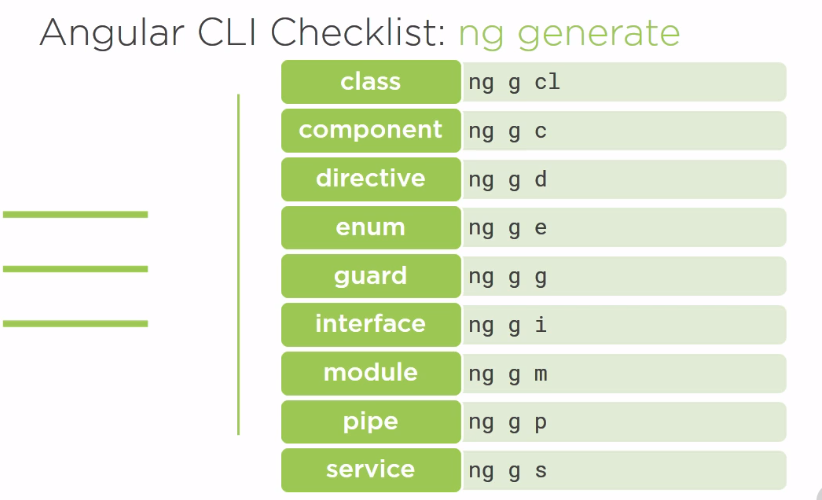 Angular CLI Checklist: ng generate
class ng g cl
component ng g c
directive ng g d
enum ng g e
guard ng g g
interface ng g i
module ng g m
pipe ng g p
service ng g s